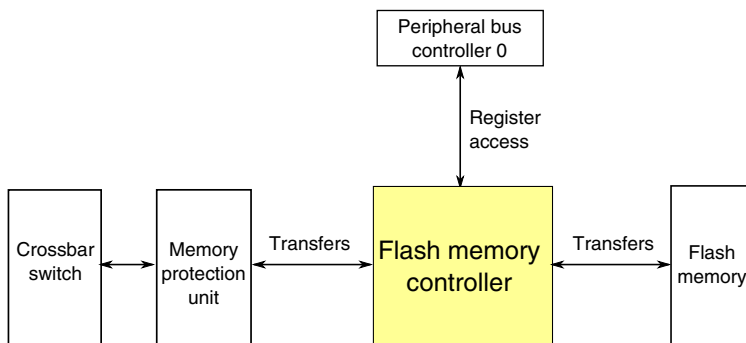 Peripheral bus
controller 0
Register
access
Crossbar
switch
Memory
protection
unit
Transfers
Flash memory
controller
Transfers
Flash
memory